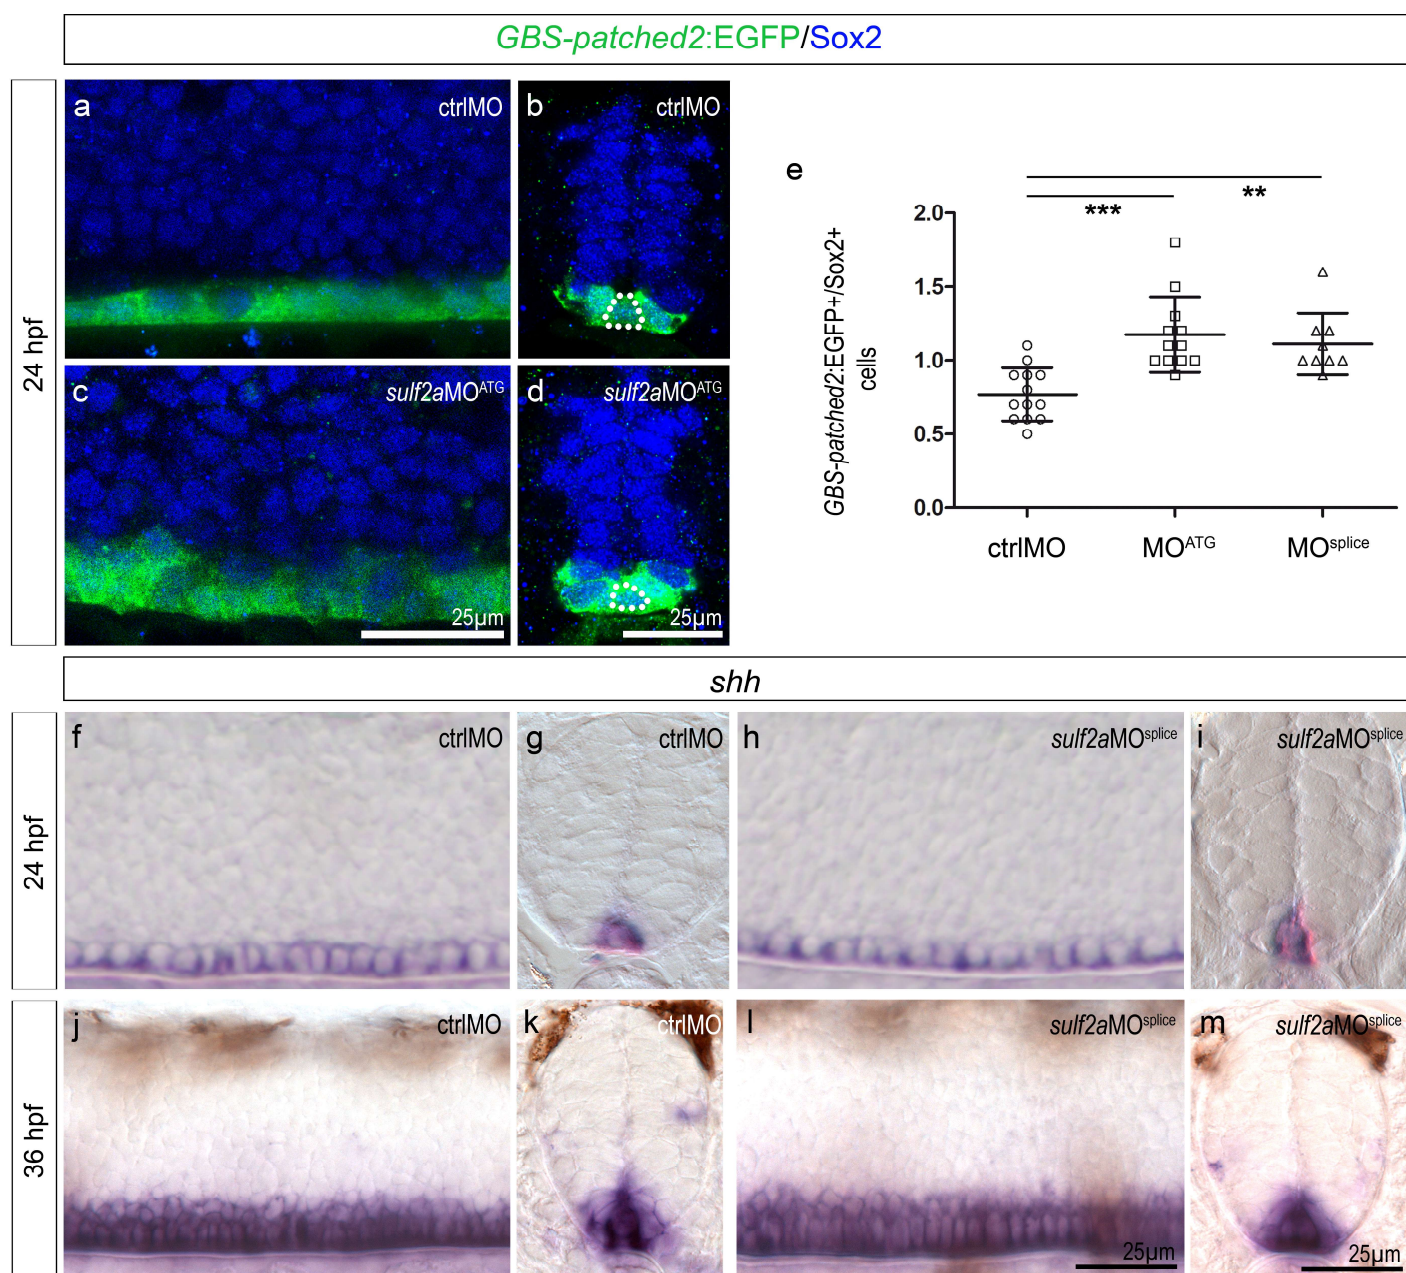 GBS-patched2:EGFP/Sox2
24 hpf
a ctrlMO
b ctrlMO
c sulf2aMOATG
25µm
d sulf2aMOATG
25µm
e
*** **
GBS-patched2:EGFP+/Sox2+
cells
2.0
1.5
1.0
0.5
0.0
ctrlMO MOATG MOsplice
shh
24 hpf
f ctrlMO
g ctrlMO
h sulf2aMOsplice
i sulf2aMOsplice
36 hpf
j ctrlMO
k ctrlMO
l sulf2aMOsplice
25µm
m sulf2aMOsplice
25µm